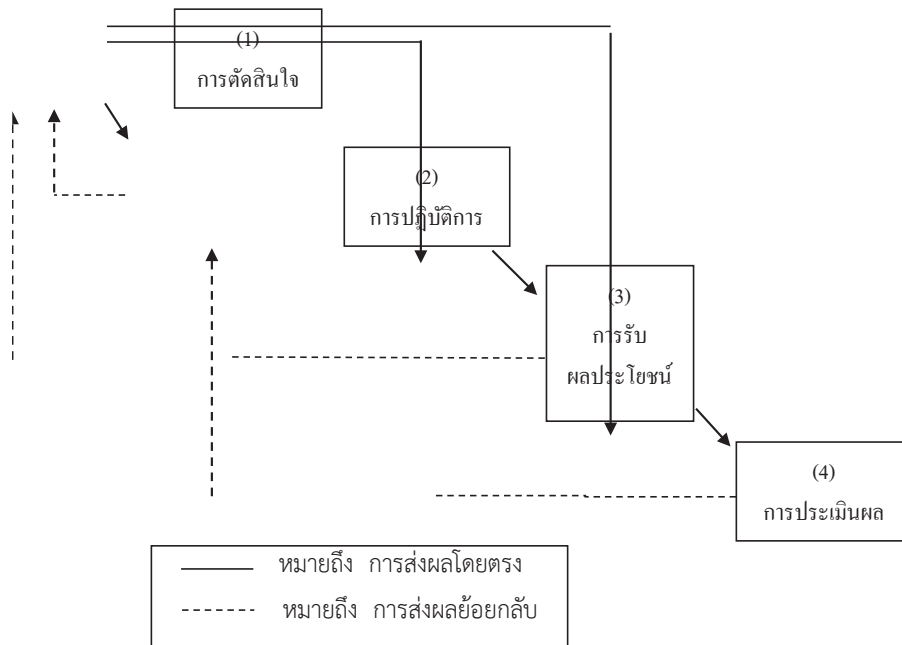 (1)
การตัดสินใจ
(2)
การปฏิบัติการ
(3)
การรับ
ผลประโยชน์
(4)
การประเมินผล
หมายถึง การส่งผลโดยตรง
หมายถึง การส่งผลย้อยกลับ